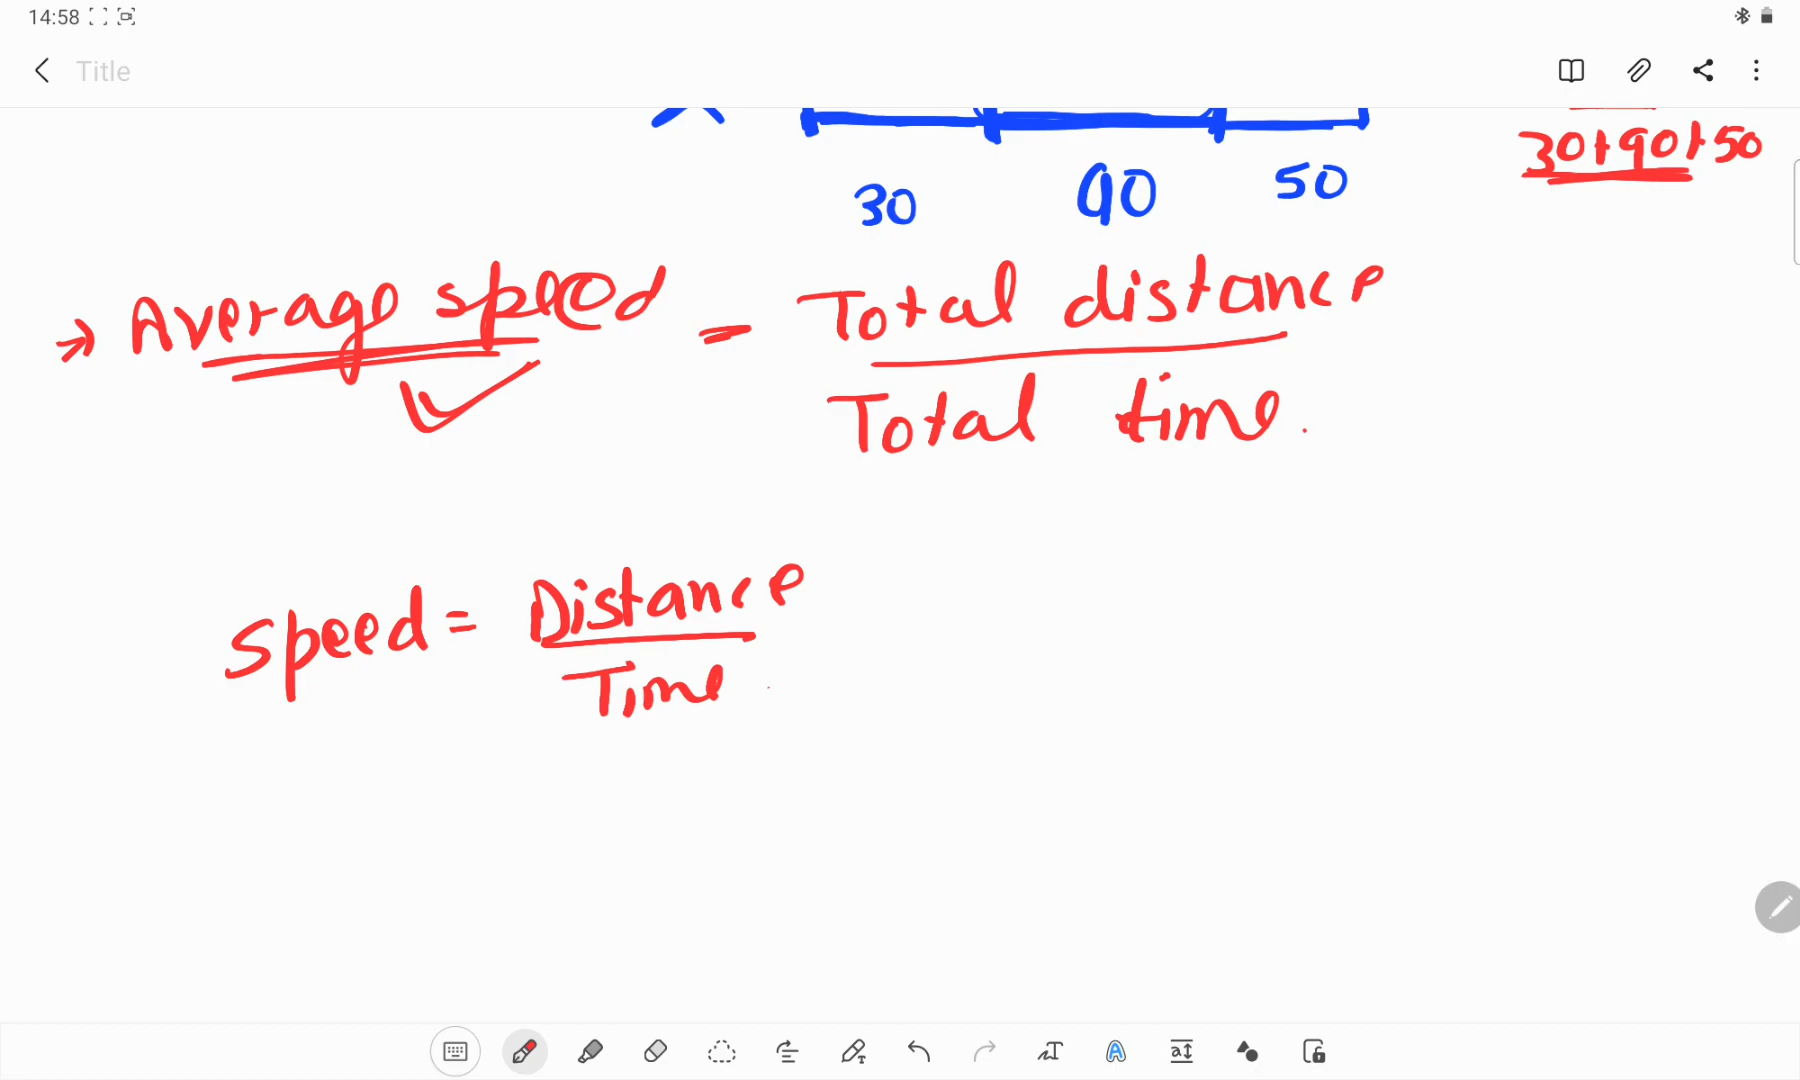 14:58
Title
30+90+50
30 90 50
→ Average speed = Total distance
Total time.
Speed = Distance
Time